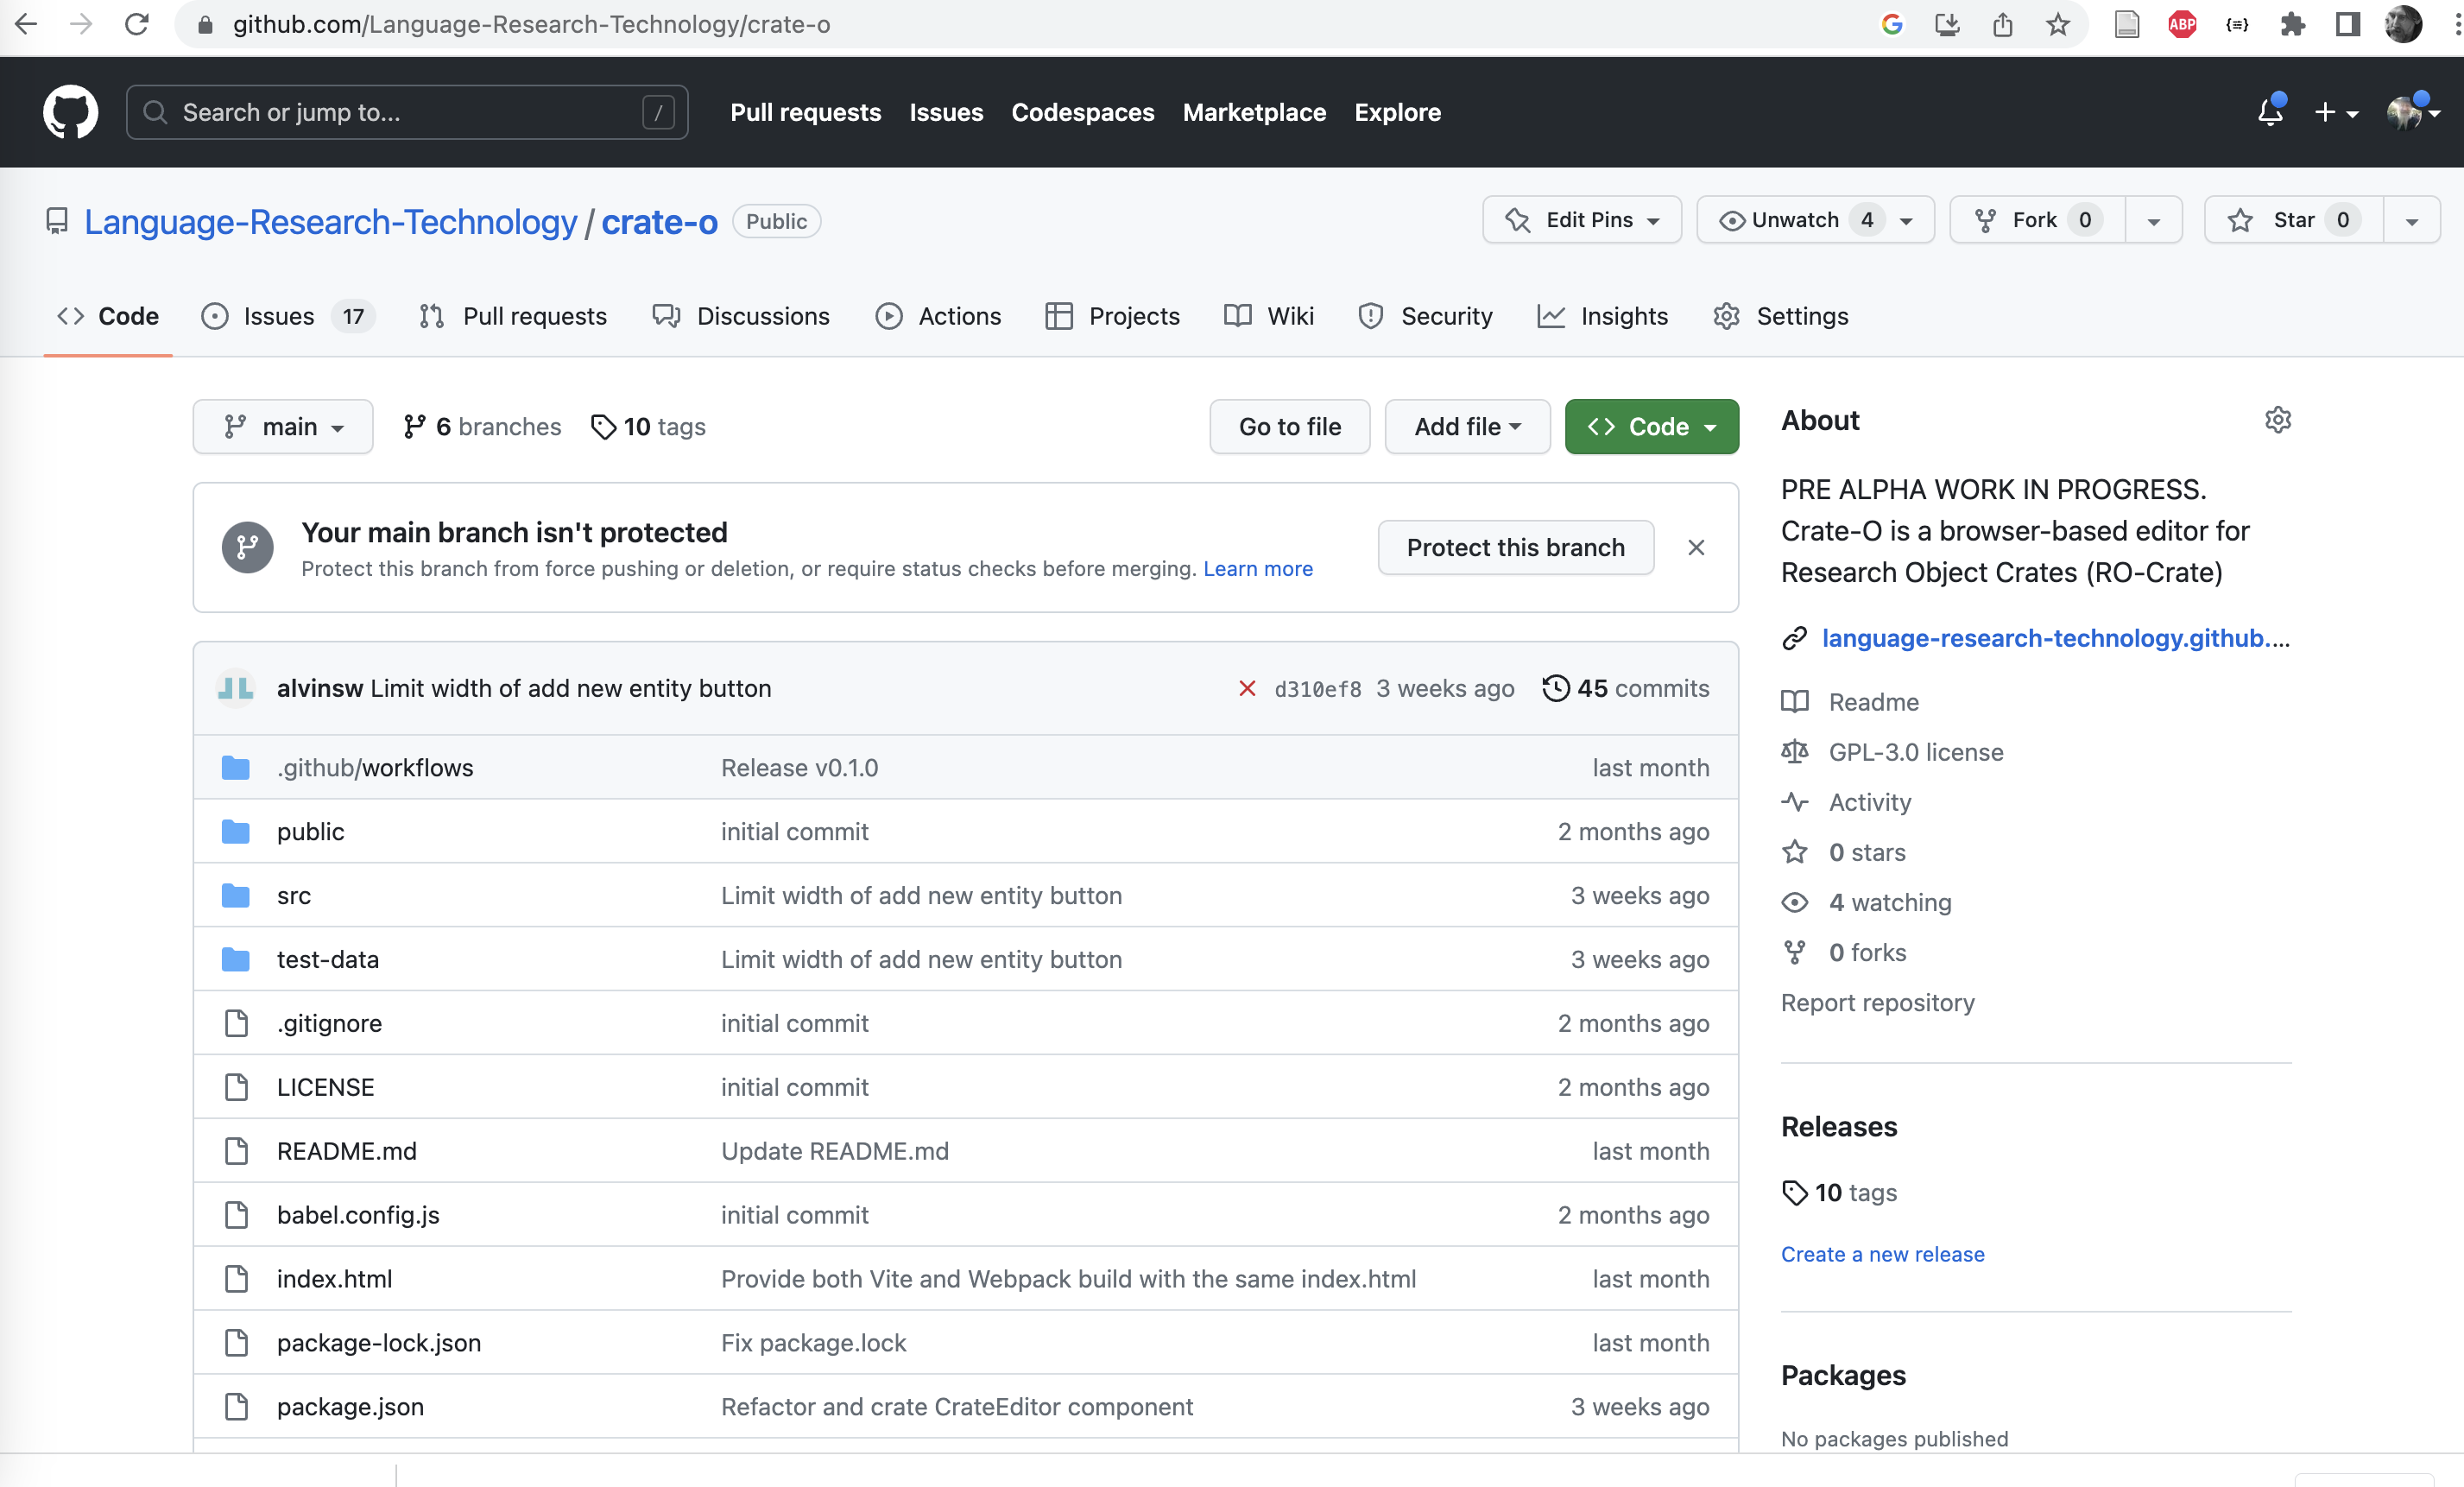 github.com/Language-Research-Technology/crate-o
ABP
Search or jump to... /
Pull requests Issues Codespaces Marketplace Explore
Language-Research-Technology / crate-o Public
Edit Pins Unwatch 4 Fork 0 Star 0
Code Issues 17 Pull requests Discussions Actions Projects Wiki Security Insights Settings
main 6 branches 10 tags
Go to file Add file Code
Your main branch isn't protected
Protect this branch from force pushing or deletion, or require status checks before merging. Learn more
Protect this branch
alvinsw Limit width of add new entity button d310ef8 3 weeks ago 45 commits
.github/workflows Release v0.1.0 last month
public initial commit 2 months ago
src Limit width of add new entity button 3 weeks ago
test-data Limit width of add new entity button 3 weeks ago
.gitignore initial commit 2 months ago
LICENSE initial commit 2 months ago
README.md Update README.md last month
babel.config.js initial commit 2 months ago
index.html Provide both Vite and Webpack build with the same index.html last month
package-lock.json Fix package.lock last month
package.json Refactor and crate CrateEditor component 3 weeks ago
About
PRE ALPHA WORK IN PROGRESS.
Crate-O is a browser-based editor for
Research Object Crates (RO-Crate)
language-research-technology.github....
Readme
GPL-3.0 license
Activity
0 stars
4 watching
0 forks
Report repository
Releases
10 tags
Create a new release
Packages
No packages published